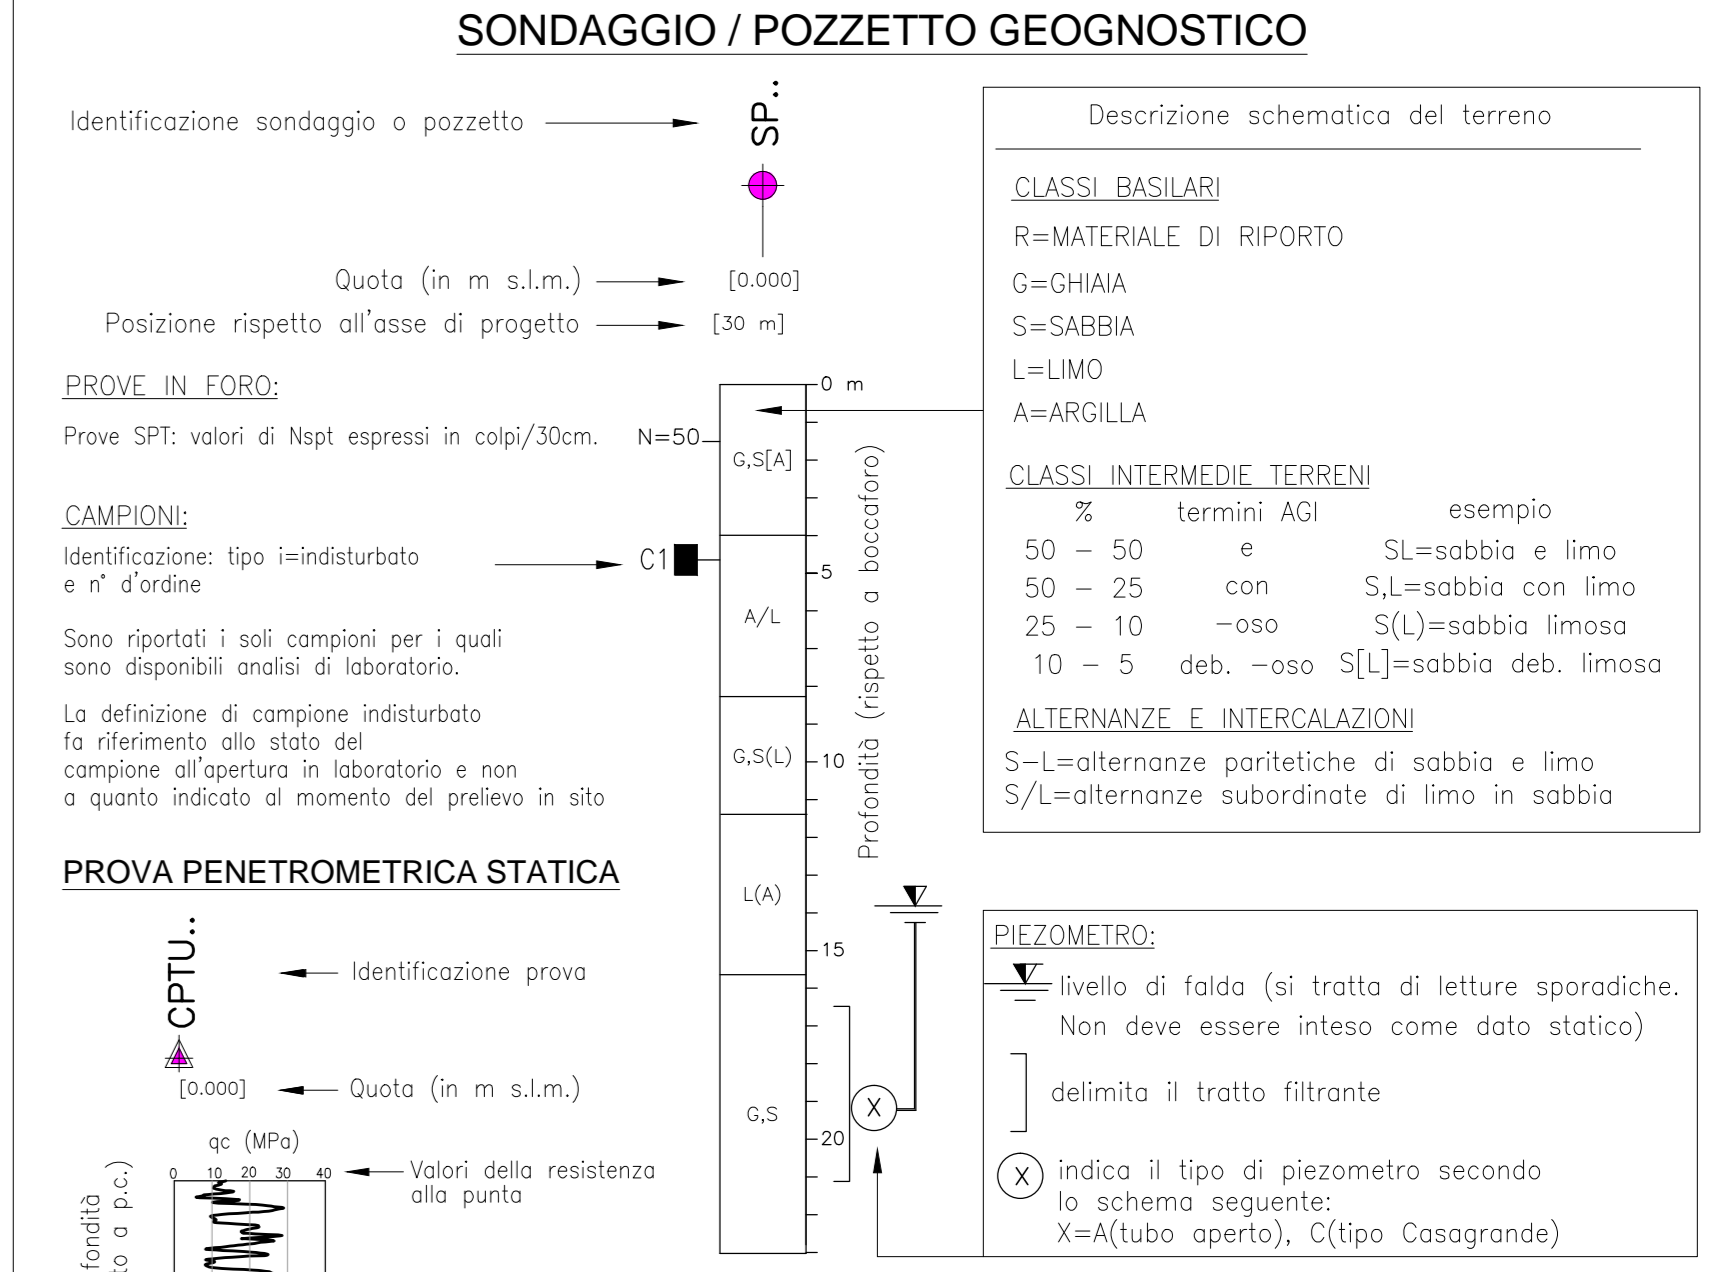 SONDAGGIO / POZZETTO GEOGNOSTICO
Identificazione sondaggio o pozzetto
SP..
Quota (in m s.l.m.)
[0.000]
Posizione rispetto all'asse di progetto
[30 m]
PROVE IN FORO:
Prove SPT: valori di Nspt espressi in colpi/30cm.
N=50
CAMPIONI:
Identificazione: tipo i=indisturbato
e n° d'ordine
C1
Sono riportati i soli campioni per i quali
sono disponibili analisi di laboratorio.
La definizione di campione indisturbato
fa riferimento allo stato del
campione all'apertura in laboratorio e non
a quanto indicato al momento del prelievo in sito
0 m
G,S[A]
5
A/L
G,S(L)
10
L(A)
15
G,S
20
Profondità (rispetto a boccaforo)
X
Descrizione schematica del terreno
CLASSI BASILARI
R=MATERIALE DI RIPORTO
G=GHIAIA
S=SABBIA
L=LIMO
A=ARGILLA
CLASSI INTERMEDIE TERRENI
% termini AGI esempio
50 - 50 e SL=sabbia e limo
50 - 25 con S,L=sabbia con limo
25 - 10 -oso S(L)=sabbia limosa
10 - 5 deb. -oso S[L]=sabbia deb. limosa
ALTERNANZE E INTERCALAZIONI
S-L=alternanze paritetiche di sabbia e limo
S/L=alternanze subordinate di limo in sabbia
PIEZOMETRO:
livello di falda (si tratta di letture sporadiche.
Non deve essere inteso come dato statico)
delimita il tratto filtrante
X
indica il tipo di piezometro secondo
lo schema seguente:
X=A(tubo aperto), C(tipo Casagrande)
PROVA PENETROMETRICA STATICA
CPTU..
Identificazione prova
[0.000]
Quota (in m s.l.m.)
qc (MPa)
0 10 20 30 40
Valori della resistenza
alla punta
a p.c.)